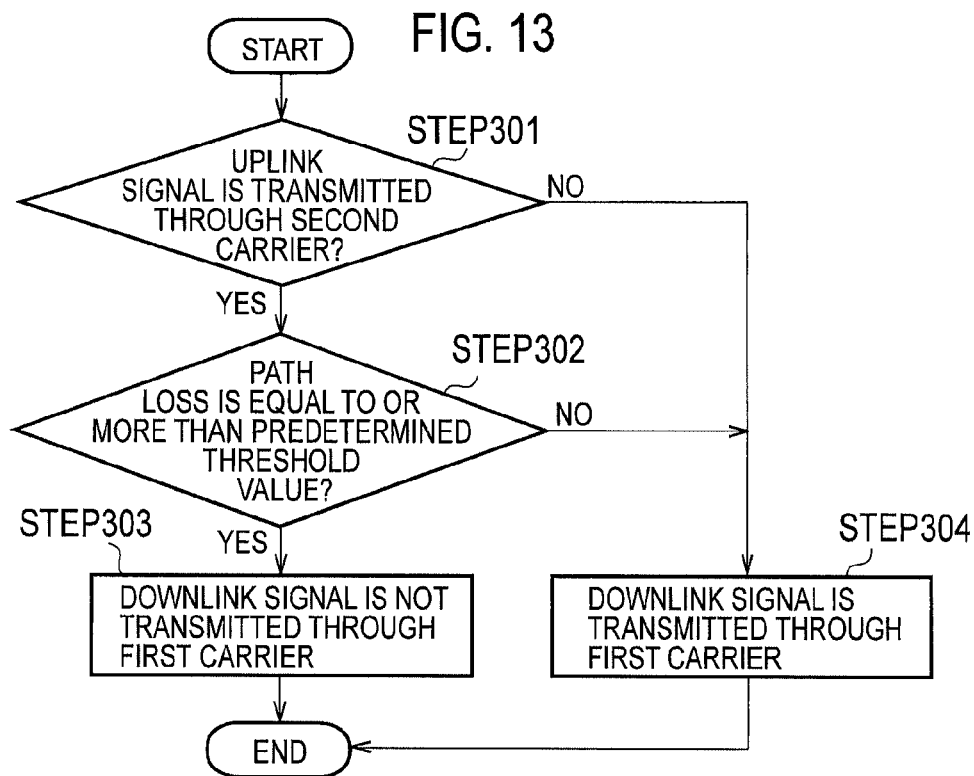 FIG. 13
START
STEP301
UPLINK
SIGNAL IS TRANSMITTED
THROUGH SECOND
CARRIER?
NO
YES
STEP302
PATH
LOSS IS EQUAL TO OR
MORE THAN PREDETERMINED
THRESHOLD
VALUE?
NO
YES
STEP303
DOWNLINK SIGNAL IS NOT
TRANSMITTED THROUGH
FIRST CARRIER
STEP304
DOWNLINK SIGNAL IS
TRANSMITTED THROUGH
FIRST CARRIER
END